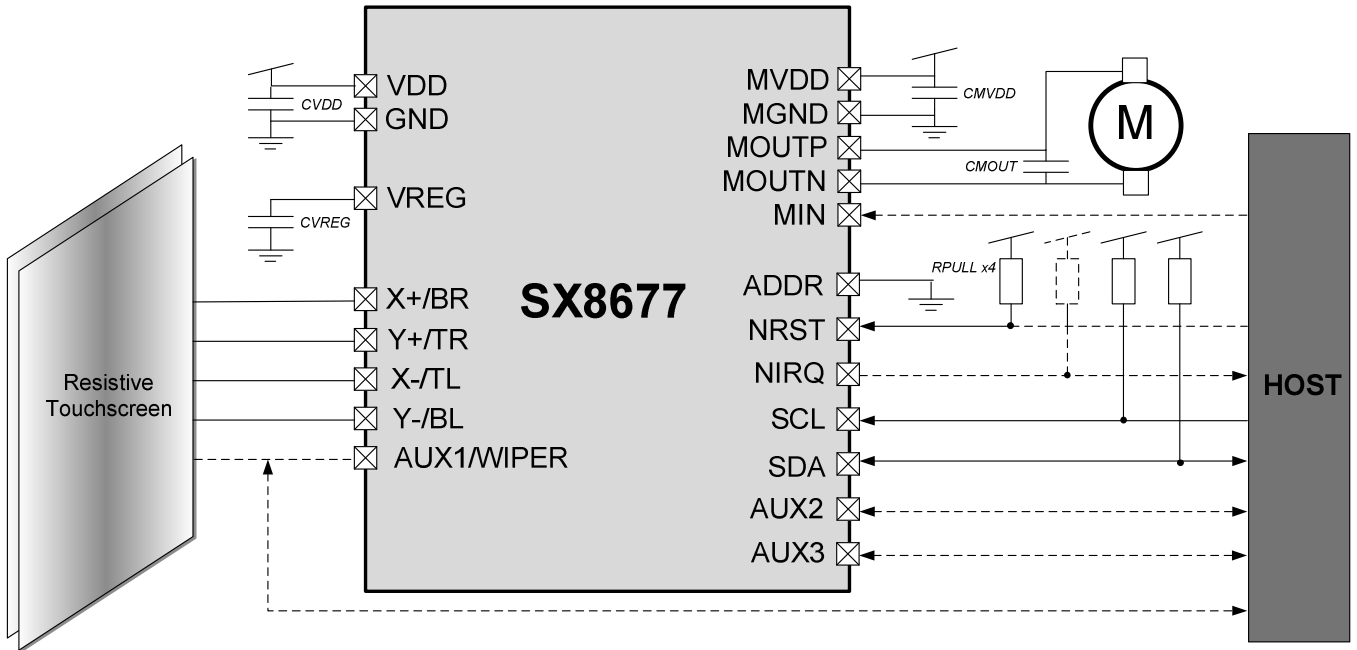 VDD
GND
VREG
X+/BR
Y+/TR
X-/TL
Y-/BL
AUX1/WIPER
CVDD
CVREG
Resistive
Touchscreen
SX8677
MVDD
MGND
MOUTP
MOUTN
MIN
ADDR
NRST
NIRQ
SCL
SDA
AUX2
AUX3
CMVDD
CMOUT
M
RPULL x4
HOST